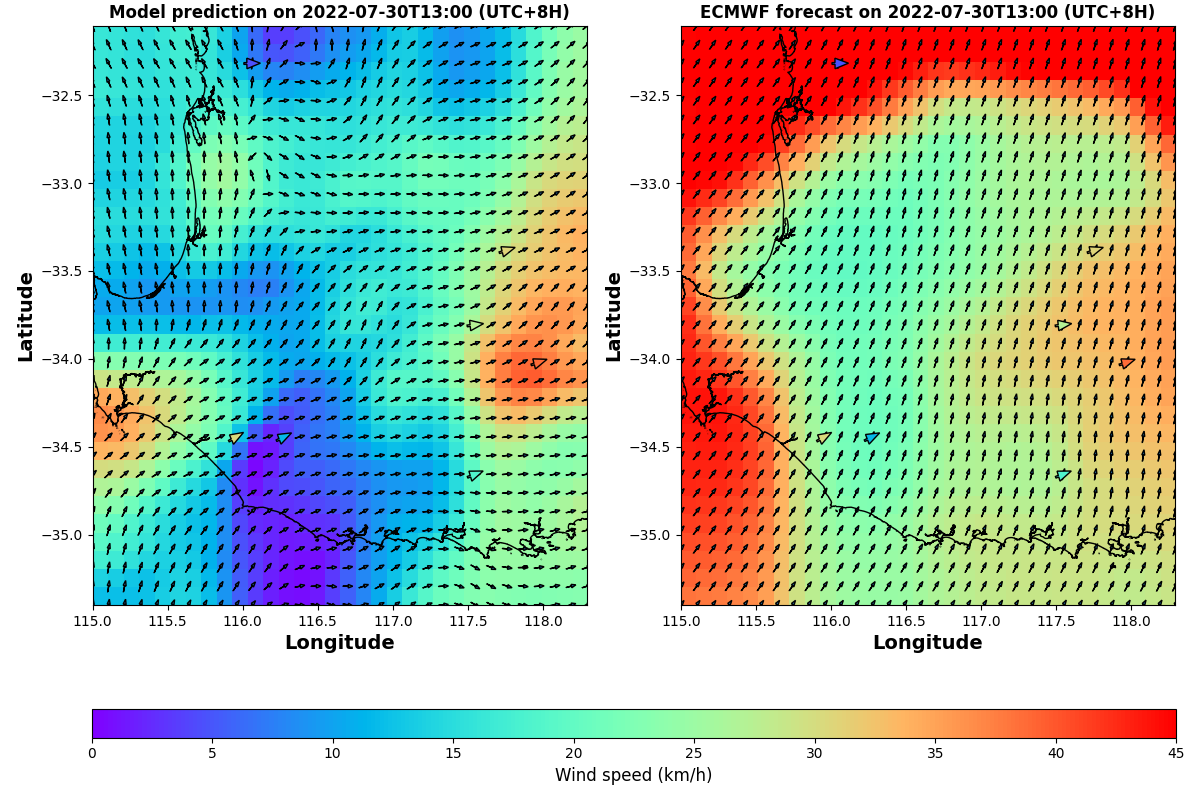 Model prediction on 2022-07-30T13:00 (UTC+8H)
ECMWF forecast on 2022-07-30T13:00 (UTC+8H)
Latitude
−32.5
−33.0
−33.5
−34.0
−34.5
−35.0
115.0 115.5 116.0 116.5 117.0 117.5 118.0
Longitude
Latitude
−32.5
−33.0
−33.5
−34.0
−34.5
−35.0
115.0 115.5 116.0 116.5 117.0 117.5 118.0
Longitude
0 5 10 15 20 25 30 35 40 45
Wind speed (km/h)